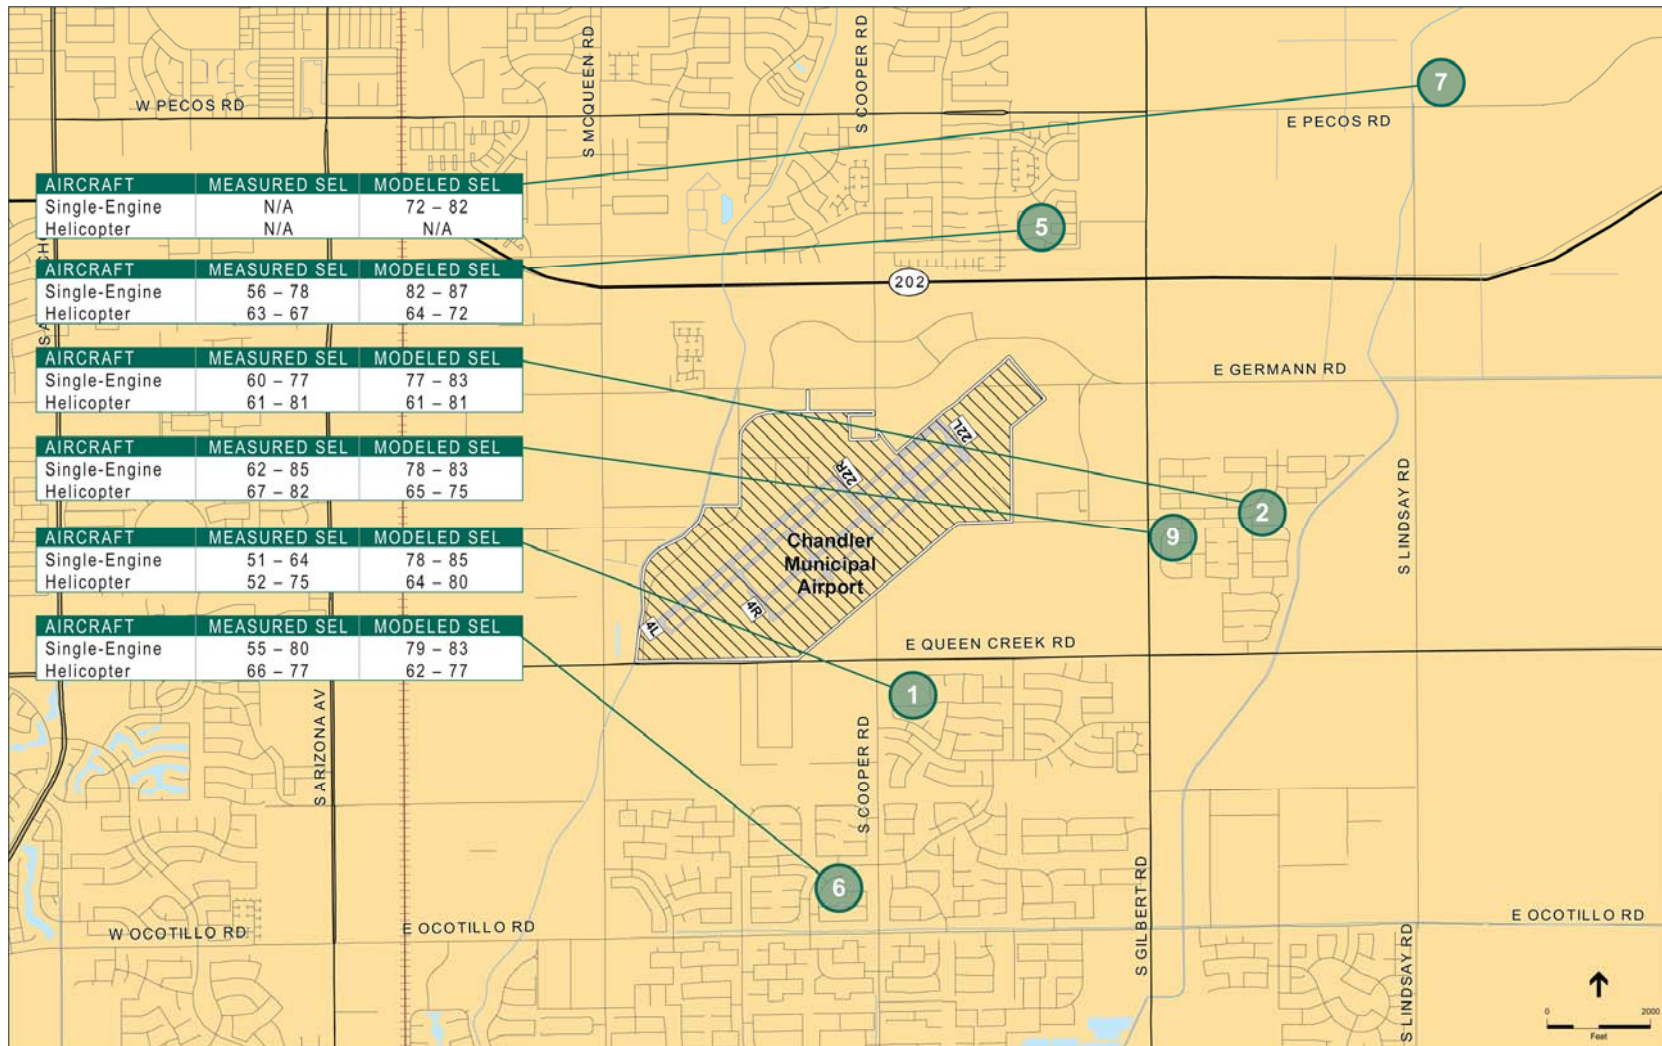 S MCQUEEN RD
S COOPER RD
7
W PECOS RD
E PECOS RD
AIRCRAFT MEASURED SEL MODELED SEL
Single-Engine N/A 72 – 82
Helicopter N/A N/A
5
AIRCRAFT MEASURED SEL MODELED SEL
Single-Engine 56 – 78 82 – 87
Helicopter 63 – 67 64 – 72
202
AIRCRAFT MEASURED SEL MODELED SEL
Single-Engine 60 – 77 77 – 83
Helicopter 61 – 81 61 – 81
E GERMANN RD
22L
22R
AIRCRAFT MEASURED SEL MODELED SEL
Single-Engine 62 – 85 78 – 83
Helicopter 67 – 82 65 – 75
2
9
S LINDSAY RD
AIRCRAFT MEASURED SEL MODELED SEL
Single-Engine 51 – 64 78 – 85
Helicopter 52 – 75 64 – 80
Chandler
Municipal
Airport
4R
4L
AIRCRAFT MEASURED SEL MODELED SEL
Single-Engine 55 – 80 79 – 83
Helicopter 66 – 77 62 – 77
E QUEEN CREEK RD
1
S ARIZONA AV
S COOPER RD
6
S GILBERT RD
W OCOTILLO RD
E OCOTILLO RD
E OCOTILLO RD
S LINDSAY RD
0 2000
Feet